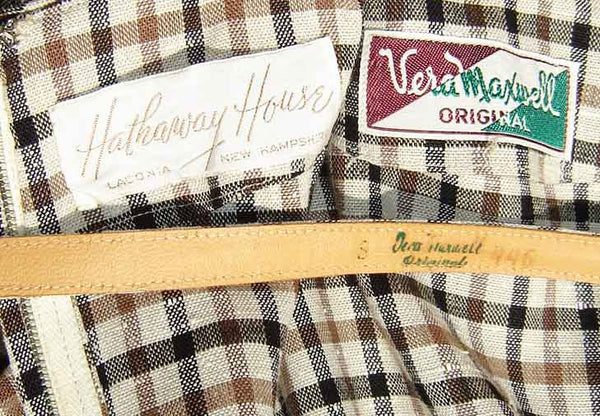 Hathaway House
LACONIA NEW HAMPSHIRE
Vera Maxwell
ORIGINAL
S Vera Maxwell
Original